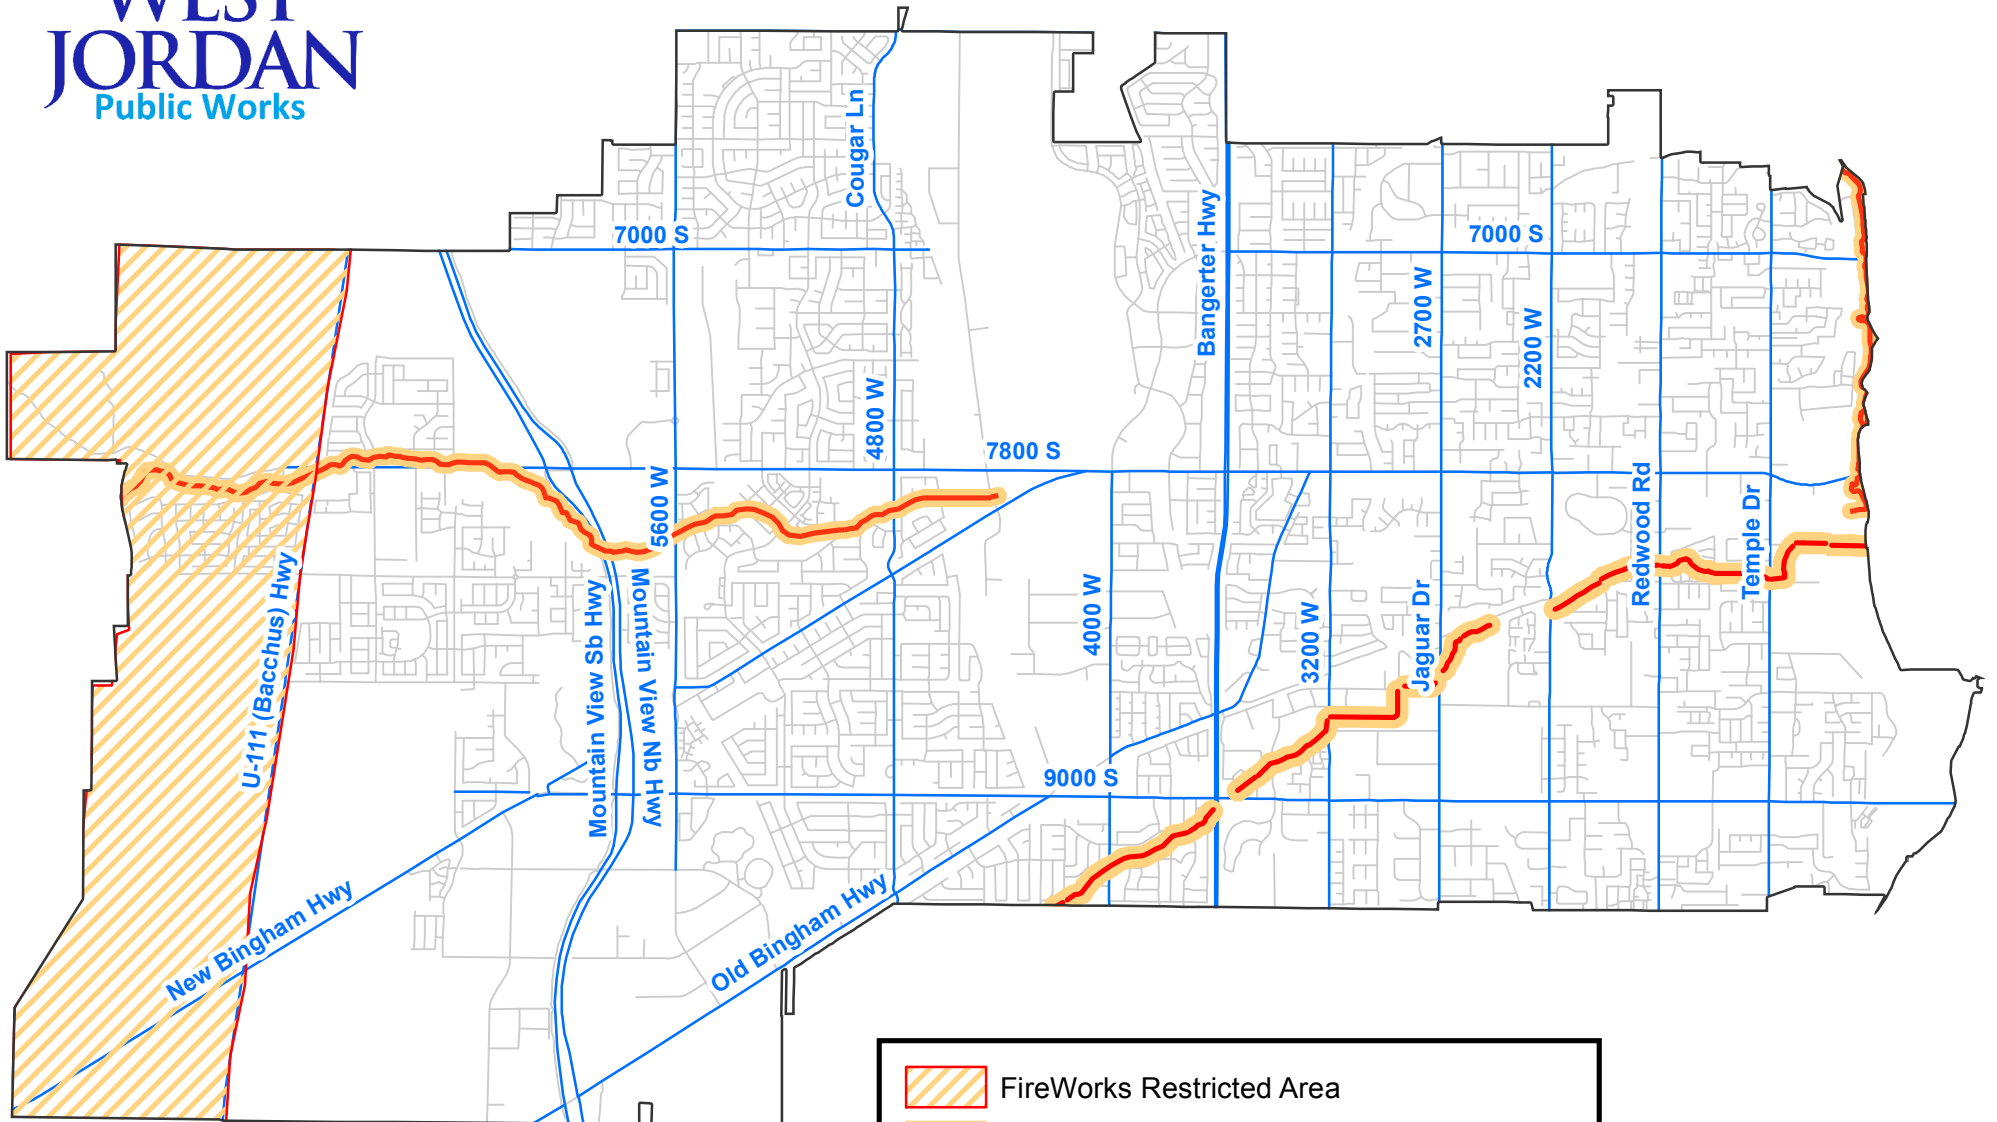 WEST
JORDAN
Public Works
Cougar Ln
7000 S
7000 S
Bangerter Hwy
2700 W
2200 W
4800 W
7800 S
5600 W
Redwood Rd
Temple Dr
U-111 (Bacchus) Hwy
Mountain View Sb Hwy
Mountain View Nb Hwy
4000 W
3200 W
Jaguar Dr
9000 S
New Bingham Hwy
Old Bingham Hwy
FireWorks Restricted Area